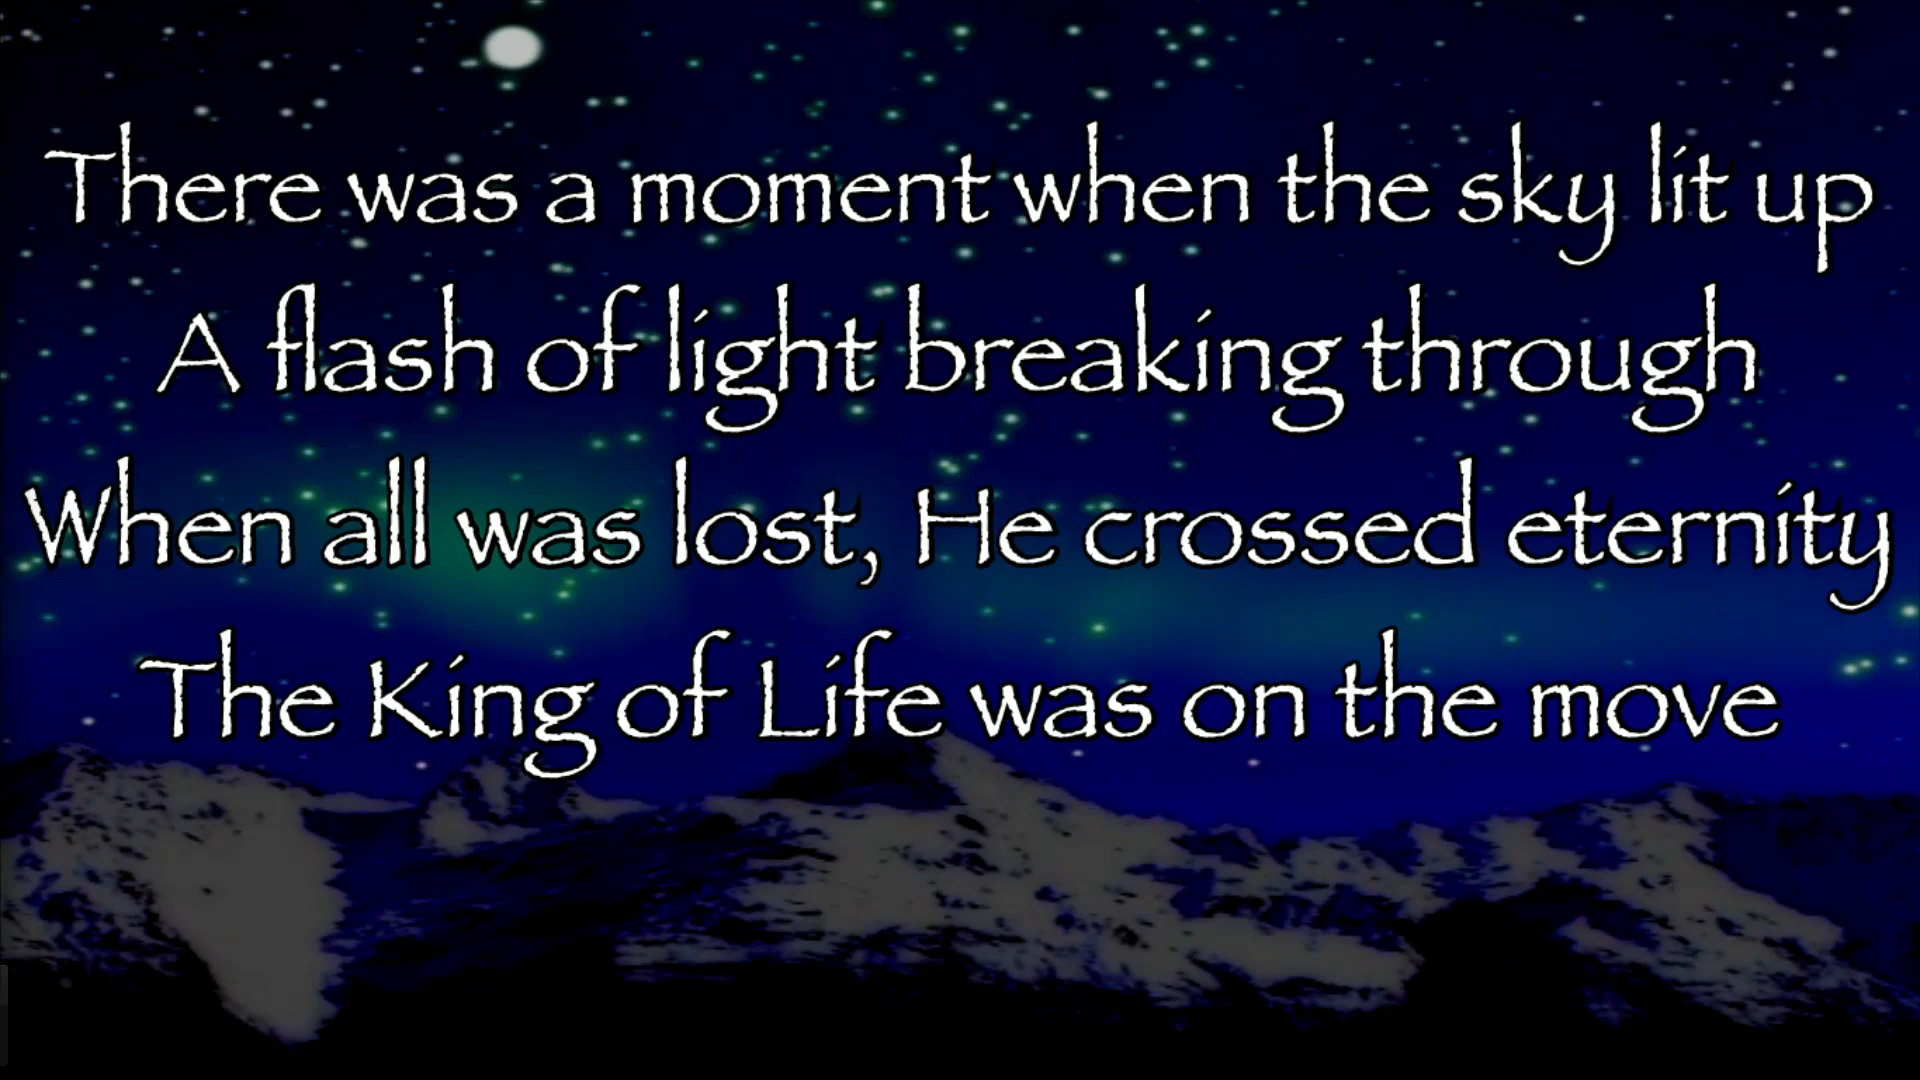 There was a moment when the sky lit up
A flash of light breaking through
When all was lost, He crossed eternity
The King of Life was on the move